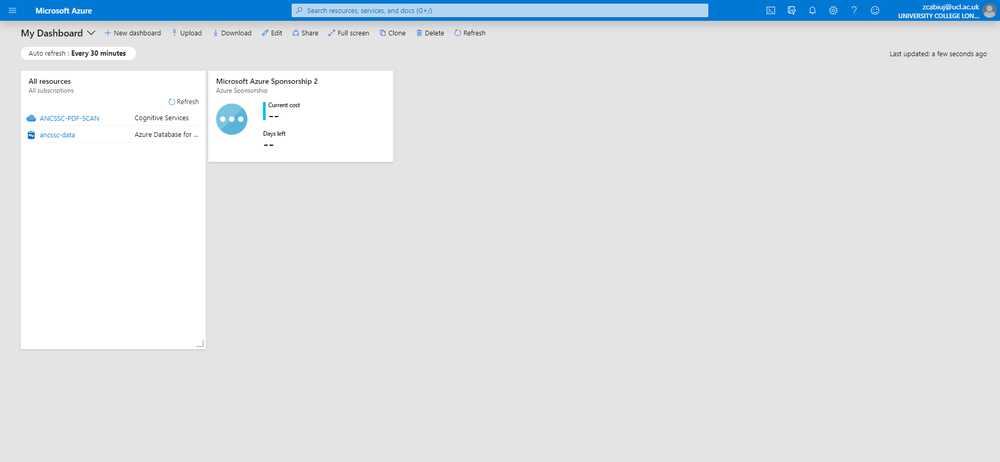 Microsoft Azure
Search resources, services, and docs (G+/)
zcabiuj@ucl.ac.uk
UNIVERSITY COLLEGE LON...
My Dashboard
New dashboard
Upload
Download
Edit
Share
Full screen
Clone
Delete
Refresh
Auto refresh : Every 30 minutes
Last updated: a few seconds ago
All resources
All subscriptions
Refresh
ANCSSC-PDF-SCAN Cognitive Services
ancssc-data Azure Database for ...
Microsoft Azure Sponsorship 2
Azure Sponsorship
Current cost
--
Days left
--